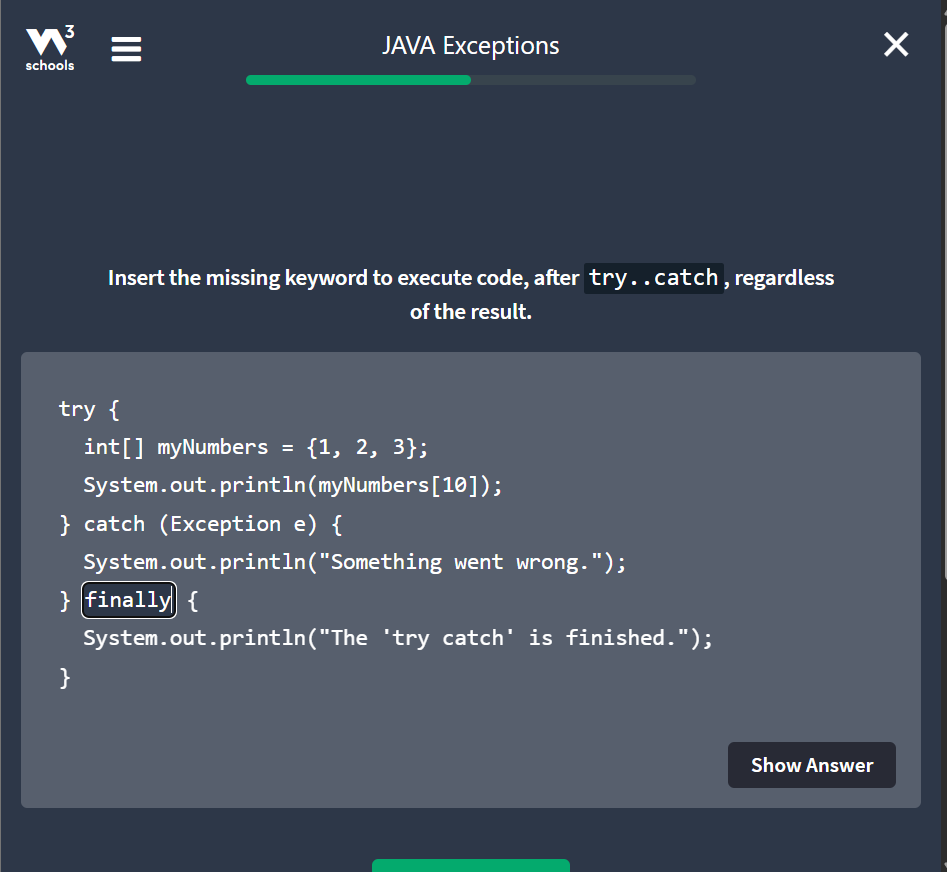 3
schools
JAVA Exceptions
Insert the missing keyword to execute code, after try..catch, regardless
of the result.
try {
  int[] myNumbers = {1, 2, 3};
  System.out.println(myNumbers[10]);
} catch (Exception e) {
  System.out.println("Something went wrong.");
} finally {
  System.out.println("The 'try catch' is finished.");
}
Show Answer